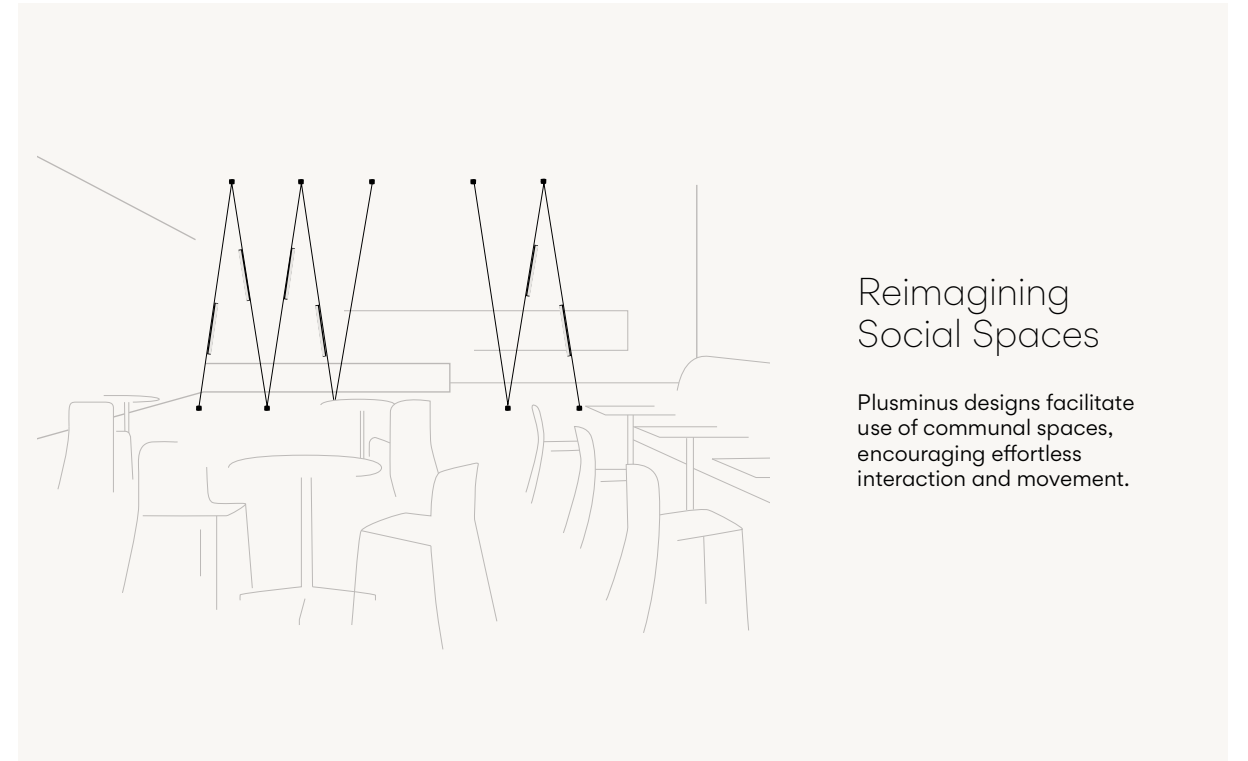 Reimagining
Social Spaces
Plusminus designs facilitate
use of communal spaces,
encouraging effortless
interaction and movement.